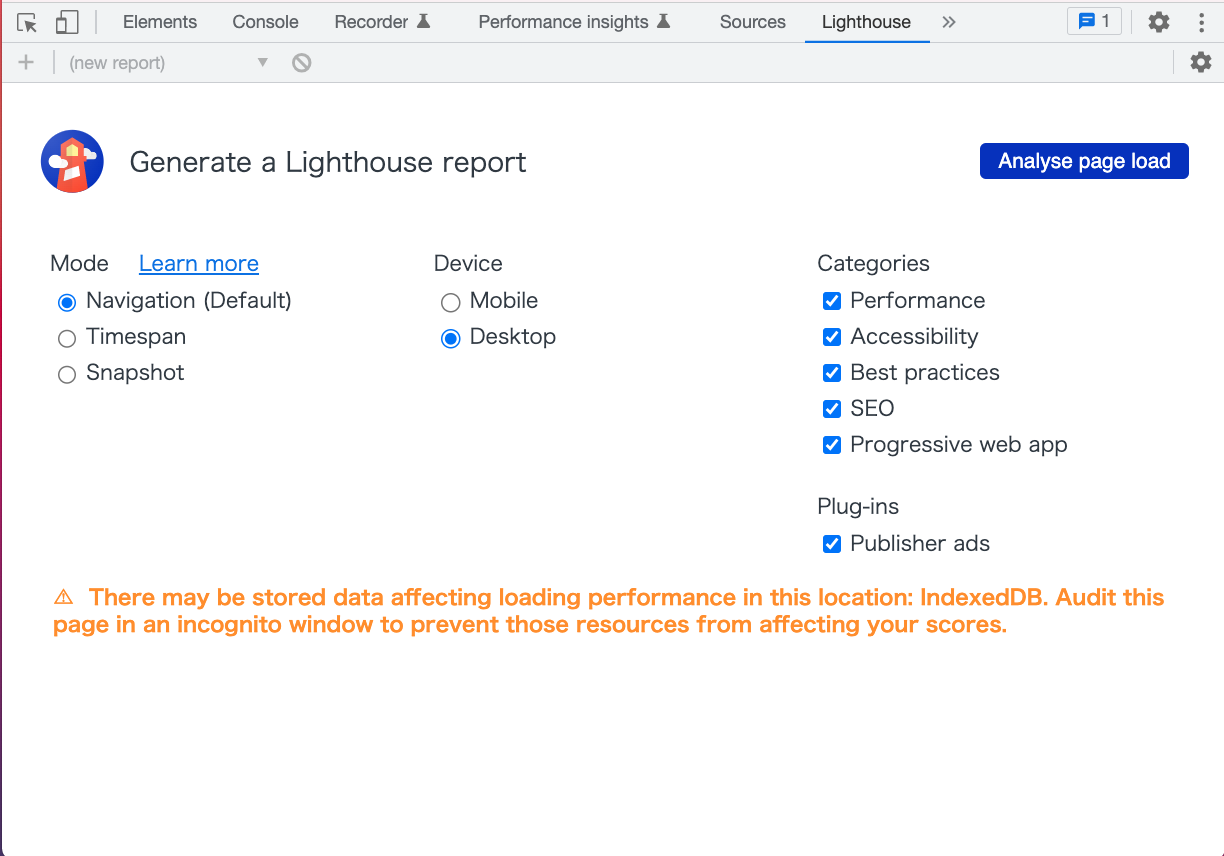 Elements Console Recorder Performance insights Sources Lighthouse 1
(new report)
Generate a Lighthouse report
Analyse page load
Mode Learn more
Navigation (Default)
Timespan
Snapshot
Device
Mobile
Desktop
Categories
Performance
Accessibility
Best practices
SEO
Progressive web app
Plug-ins
Publisher ads
There may be stored data affecting loading performance in this location: IndexedDB. Audit this
page in an incognito window to prevent those resources from affecting your scores.